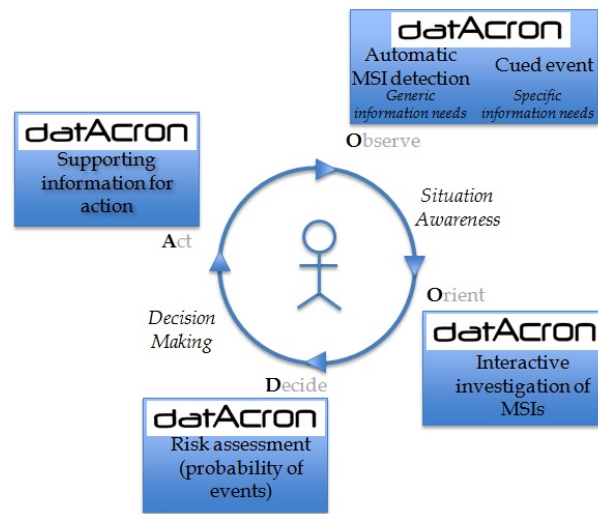 datAcron
Automatic
MSI detection
Generic
information needs
Cued event
Specific
information needs
Observe
datAcron
Supporting
information for
action
Act
Situation
Awareness
Orient
datAcron
Interactive
investigation of
MSIs
Decision
Making
Decide
datAcron
Risk assessment
(probability of
events)